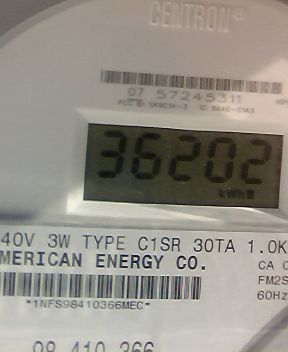 CENTRON®
07 57245311
36202
kWh
40V 3W TYPE C1SR 30TA 1.0K
MERICAN ENERGY CO.
CA 0
FM2S
60Hz
*1NFS98410366MEC*
98 410 366